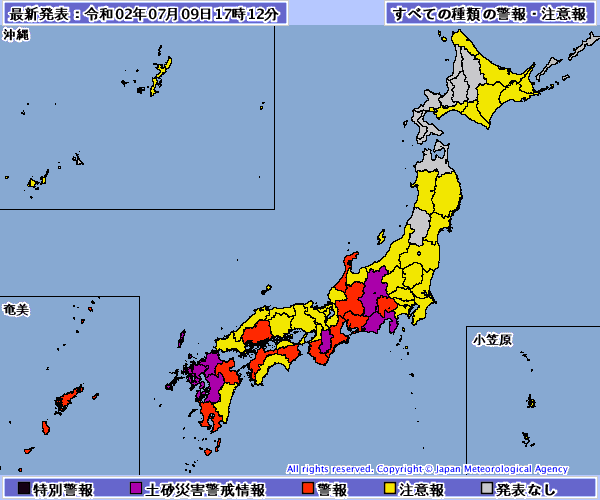 最新発表：令和02年07月09日17時12分
すべての種類の警報・注意報
沖縄
奄美
小笠原
All rights reserved. Copyright © Japan Meteorological Agency
特別警報 土砂災害警戒情報 警報 注意報 発表なし